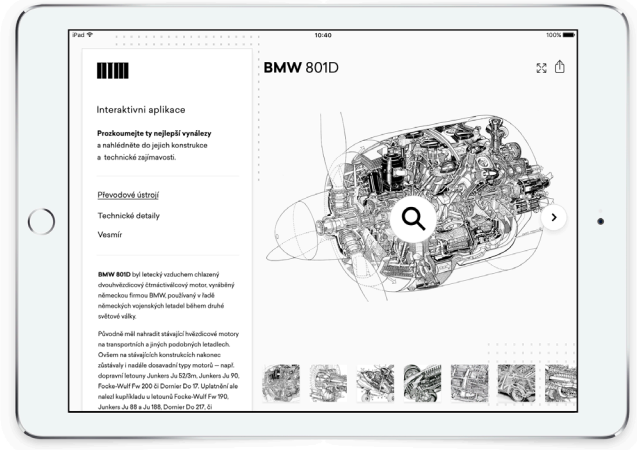 iPad
10:40
100%
Interaktivní aplikace
Prozkoumejte ty nejlepší vynálezy
a nahlédněte do jejich konstrukce
a technické zajímavosti.
Převodové ústrojí
Technické detaily
Vesmír
BMW 801D byl letecký vzduchem chlazený
dvouhvězdicový čtrnáctiválcový motor, vyráběný
německou firmou BMW, používaný v řadě
německých vojenských letadel během druhé
světové války.
Původně měl nahradit stávající hvězdicové motory
na transportních a jiných podobných letadlech.
Ovšem na stávajících konstrukcích nakonec
zůstávaly i nadále dosavadní typy motorů — např.
dopravní letouny Junkers Ju 52/3m, Junkers Ju 90,
Focke-Wulf Fw 200 či Dornier Do 17. Uplatnění ale
nalezl kupříkladu u letounů Focke-Wulf Fw 190,
Junkers Ju 88 a Ju 188, Dornier Do 217, či
BMW 801D